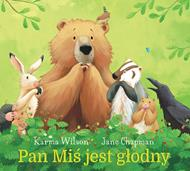 Karma Wilson Jane Chapman
Pan Miś jest głodny